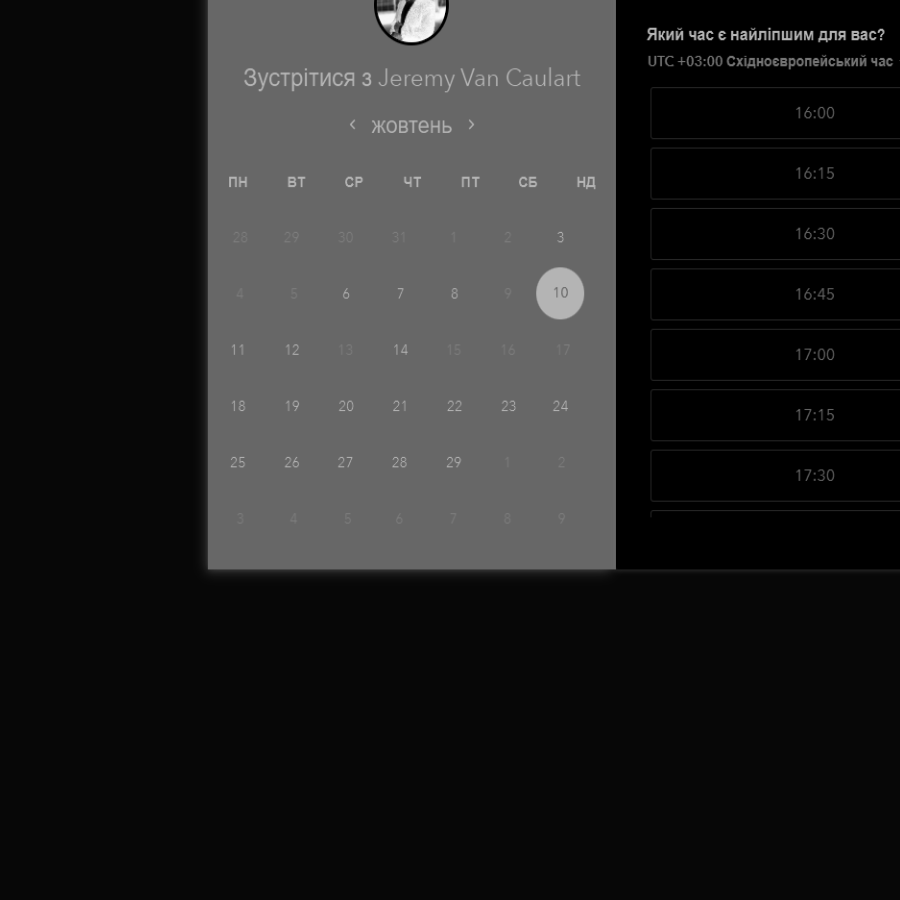 Зустрітися з Jeremy Van Caulart
‹ жовтень ›
ПН ВТ СР ЧТ ПТ СБ НД
28 29 30 31 1 2 3
4 5 6 7 8 9 10
11 12 13 14 15 16 17
18 19 20 21 22 23 24
25 26 27 28 29 1 2
3 4 5 6 7 8 9
Який час є найліпшим для вас?
UTC +03:00 Східноєвропейський час
16:00
16:15
16:30
16:45
17:00
17:15
17:30